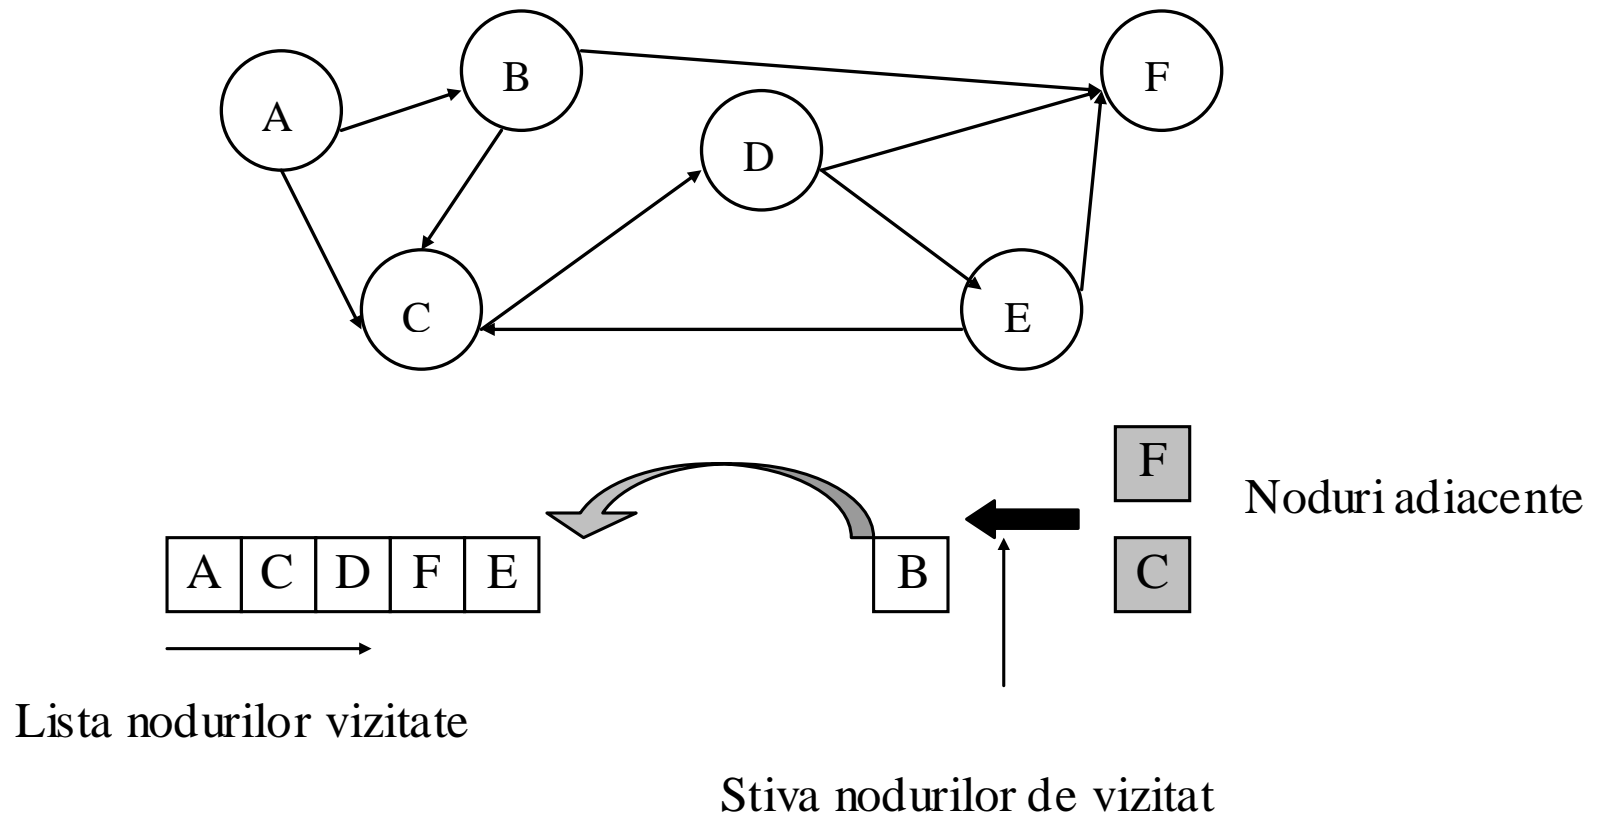 B
F
A
D
C
E
F
Noduri adiacente
A C D F E
B
C
Lista nodurilor vizitate
Stiva nodurilor de vizitat